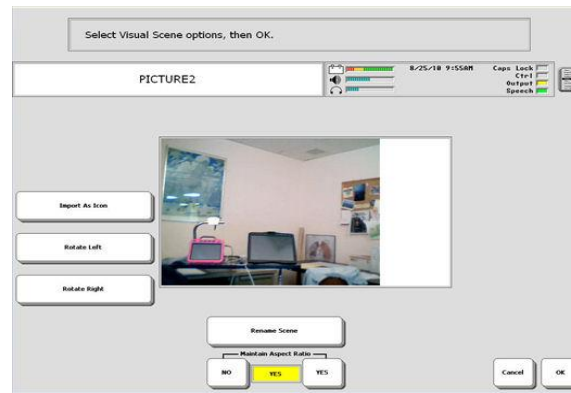 Select Visual Scene options, then OK.
PICTURE2
8/25/10 9:55AM
Caps Lock
Ctrl
Output
Speech
Import As Icon
Rotate Left
Rotate Right
Rename Scene
Maintain Aspect Ratio
NO YES YES
Cancel OK